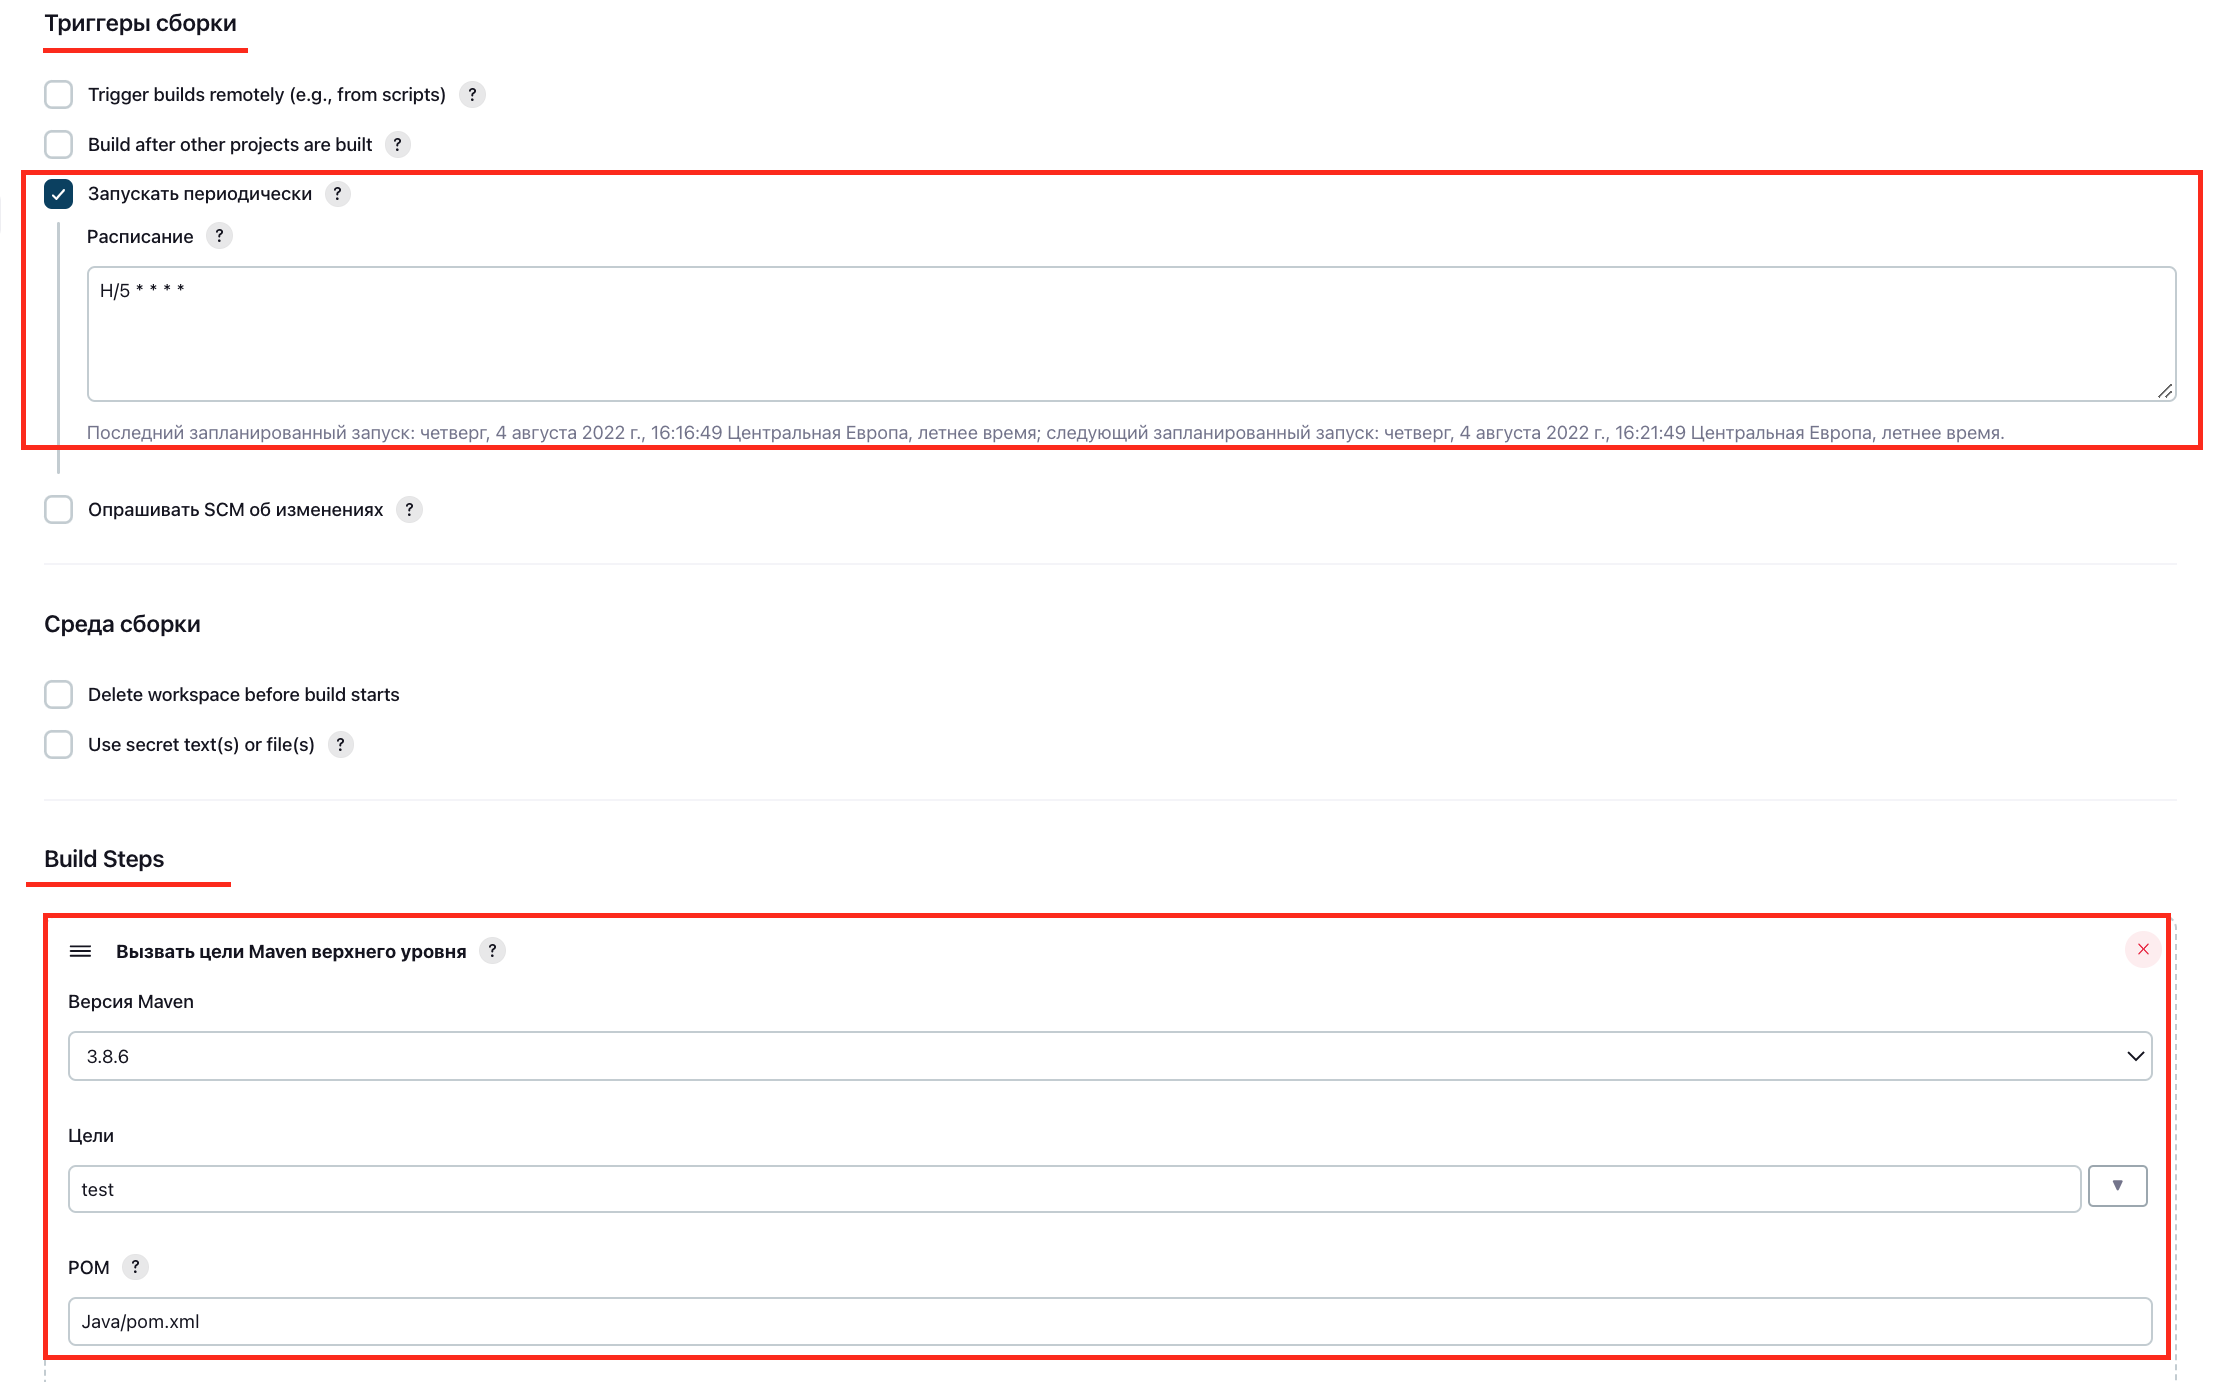 Триггеры сборки
Trigger builds remotely (e.g., from scripts) ?
Build after other projects are built ?
Запускать периодически ?
Расписание ?
H/5 * * * *
Последний запланированный запуск: четверг, 4 августа 2022 г., 16:16:49 Центральная Европа, летнее время; следующий запланированный запуск: четверг, 4 августа 2022 г., 16:21:49 Центральная Европа, летнее время.
Опрашивать SCM об изменениях ?
Среда сборки
Delete workspace before build starts
Use secret text(s) or file(s) ?
Build Steps
Вызвать цели Maven верхнего уровня ?
Версия Maven
3.8.6
Цели
test
POM ?
Java/pom.xml